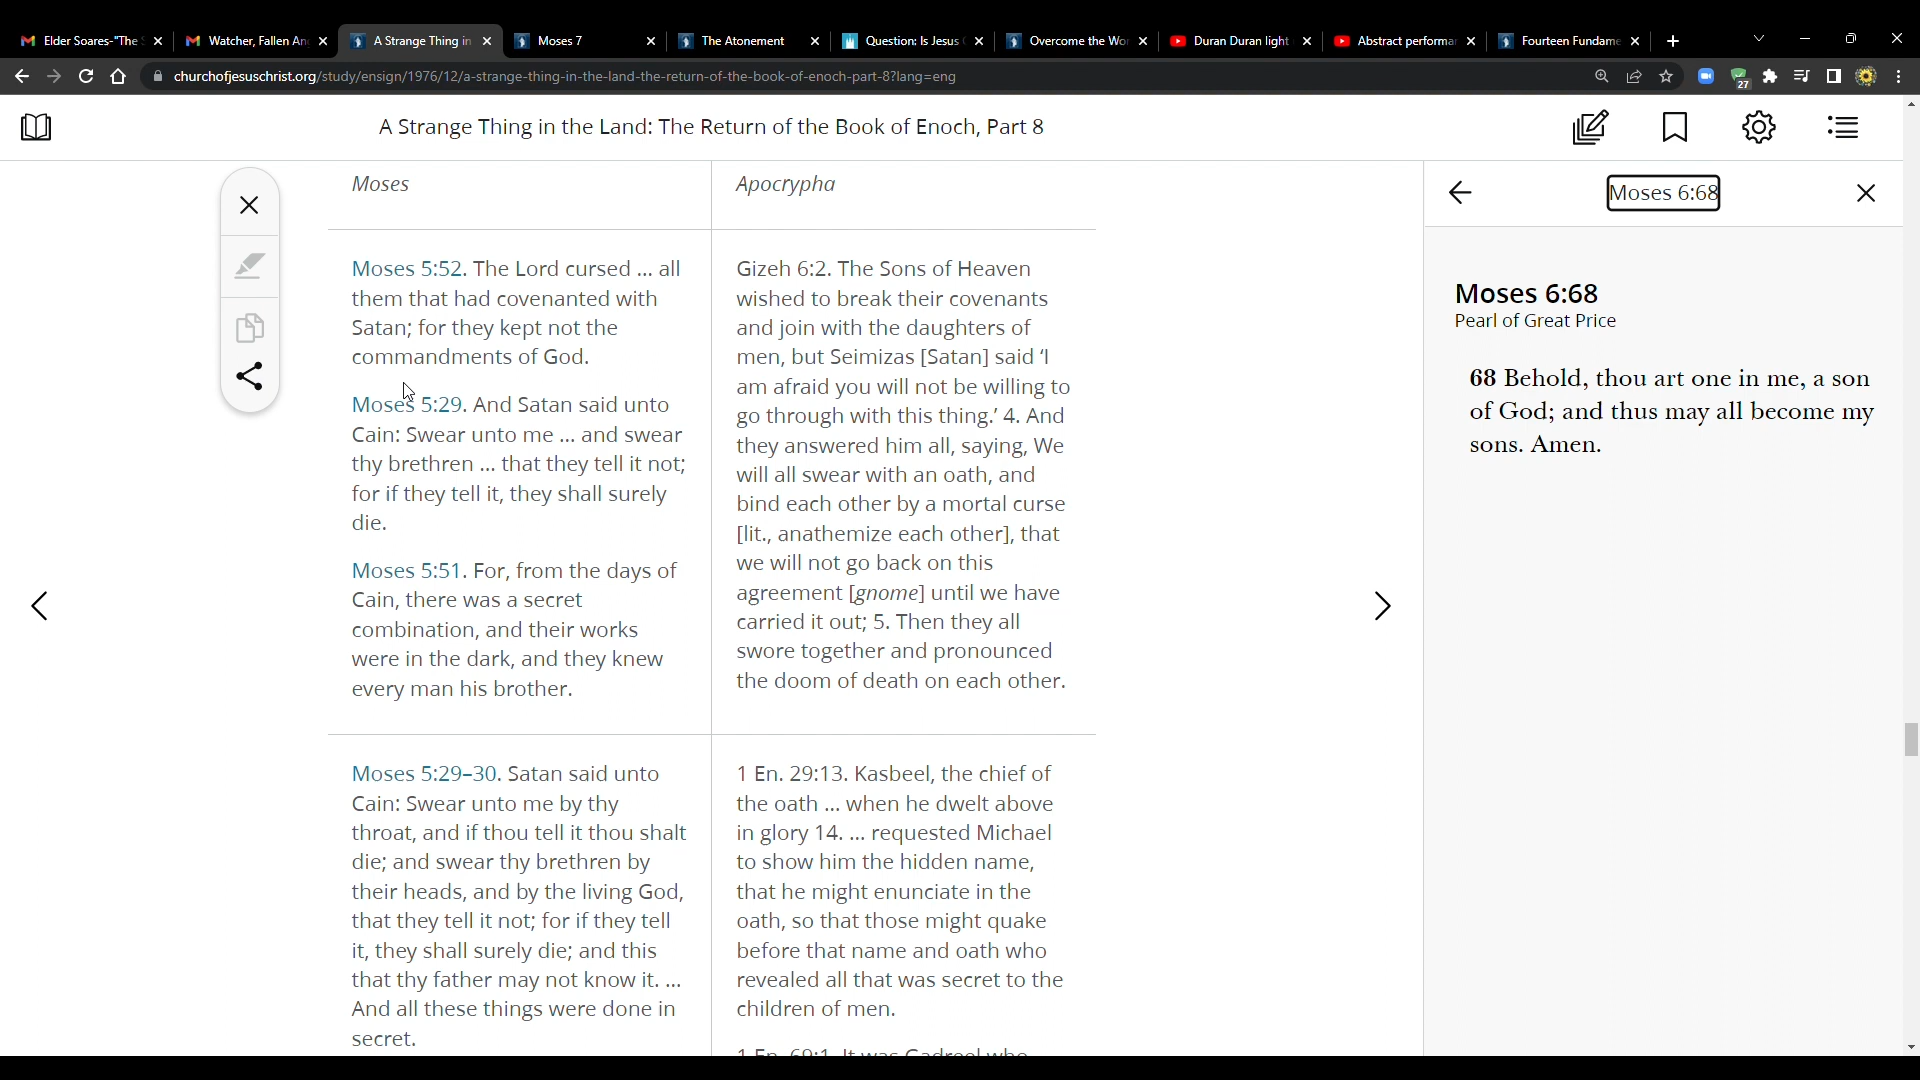 Elder Soares-"The S
Watcher, Fallen An
A Strange Thing in
Moses 7
The Atonement
Question: Is Jesus
Overcome the Wor
Duran Duran light
Abstract performa
Fourteen Fundame
churchofjesuschrist.org/study/ensign/1976/12/a-strange-thing-in-the-land-the-return-of-the-book-of-enoch-part-8?lang=eng
27
A Strange Thing in the Land: The Return of the Book of Enoch, Part 8
Moses
Moses 5:52. The Lord cursed ... all
them that had covenanted with
Satan; for they kept not the
commandments of God.
Moses 5:29. And Satan said unto
Cain: Swear unto me ... and swear
thy brethren ... that they tell it not;
for if they tell it, they shall surely
die.
Moses 5:51. For, from the days of
Cain, there was a secret
combination, and their works
were in the dark, and they knew
every man his brother.
Apocrypha
Gizeh 6:2. The Sons of Heaven
wished to break their covenants
and join with the daughters of
men, but Seimizas [Satan] said ‘I
am afraid you will not be willing to
go through with this thing.’ 4. And
they answered him all, saying, We
will all swear with an oath, and
bind each other by a mortal curse
[lit., anathemize each other], that
we will not go back on this
agreement [gnome] until we have
carried it out; 5. Then they all
swore together and pronounced
the doom of death on each other.
Moses 5:29–30. Satan said unto
Cain: Swear unto me by thy
throat, and if thou tell it thou shalt
die; and swear thy brethren by
their heads, and by the living God,
that they tell it not; for if they tell
it, they shall surely die; and this
that thy father may not know it. ...
And all these things were done in
secret.
1 En. 29:13. Kasbeel, the chief of
the oath ... when he dwelt above
in glory 14. ... requested Michael
to show him the hidden name,
that he might enunciate in the
oath, so that those might quake
before that name and oath who
revealed all that was secret to the
children of men.
1 En. 69:1. It was Gadreel who
Moses 6:68
Moses 6:68
Pearl of Great Price
68 Behold, thou art one in me, a son
of God; and thus may all become my
sons. Amen.